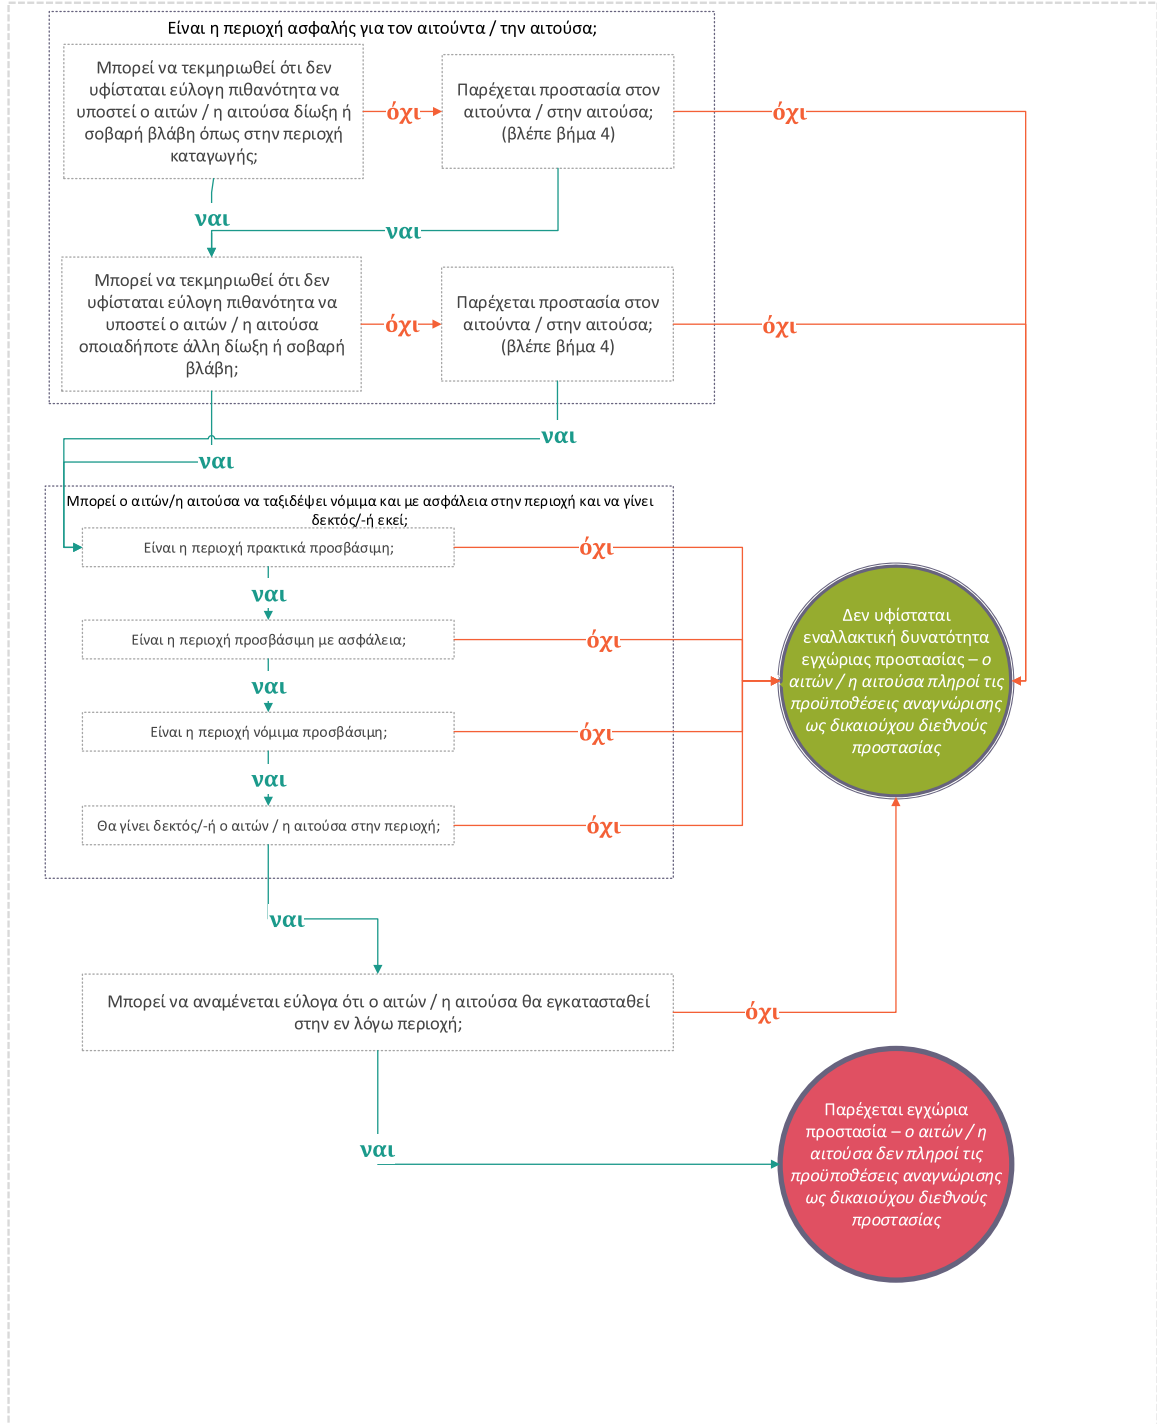 Είναι η περιοχή ασφαλής για τον αιτούντα / την αιτούσα;
Μπορεί να τεκμηριωθεί ότι δεν
υφίσταται εύλογη πιθανότητα να
υποστεί ο αιτών / η αιτούσα δίωξη ή
σοβαρή βλάβη όπως στην περιοχή
καταγωγής;
όχι
Παρέχεται προστασία στον
αιτούντα / στην αιτούσα;
(βλέπε βήμα 4)
όχι
ναι
ναι
Μπορεί να τεκμηριωθεί ότι δεν
υφίσταται εύλογη πιθανότητα να
υποστεί ο αιτών / η αιτούσα
οποιαδήποτε άλλη δίωξη ή σοβαρή
βλάβη;
όχι
Παρέχεται προστασία στον
αιτούντα / στην αιτούσα;
(βλέπε βήμα 4)
όχι
ναι
ναι
Μπορεί ο αιτών/η αιτούσα να ταξιδέψει νόμιμα και με ασφάλεια στην περιοχή και να γίνει
δεκτός/-ή εκεί;
Είναι η περιοχή πρακτικά προσβάσιμη;
όχι
ναι
Είναι η περιοχή προσβάσιμη με ασφάλεια;
όχι
ναι
Είναι η περιοχή νόμιμα προσβάσιμη;
όχι
ναι
Θα γίνει δεκτός/-ή ο αιτών / η αιτούσα στην περιοχή;
όχι
Δεν υφίσταται
εναλλακτική δυνατότητα
εγχώριας προστασίας – ο
αιτών / η αιτούσα πληροί τις
προϋποθέσεις αναγνώρισης
ως δικαιούχου διεθνούς
προστασίας
ναι
Μπορεί να αναμένεται εύλογα ότι ο αιτών / η αιτούσα θα εγκατασταθεί
στην εν λόγω περιοχή;
όχι
ναι
Παρέχεται εγχώρια
προστασία – ο αιτών / η
αιτούσα δεν πληροί τις
προϋποθέσεις αναγνώρισης
ως δικαιούχου διεθνούς
προστασίας